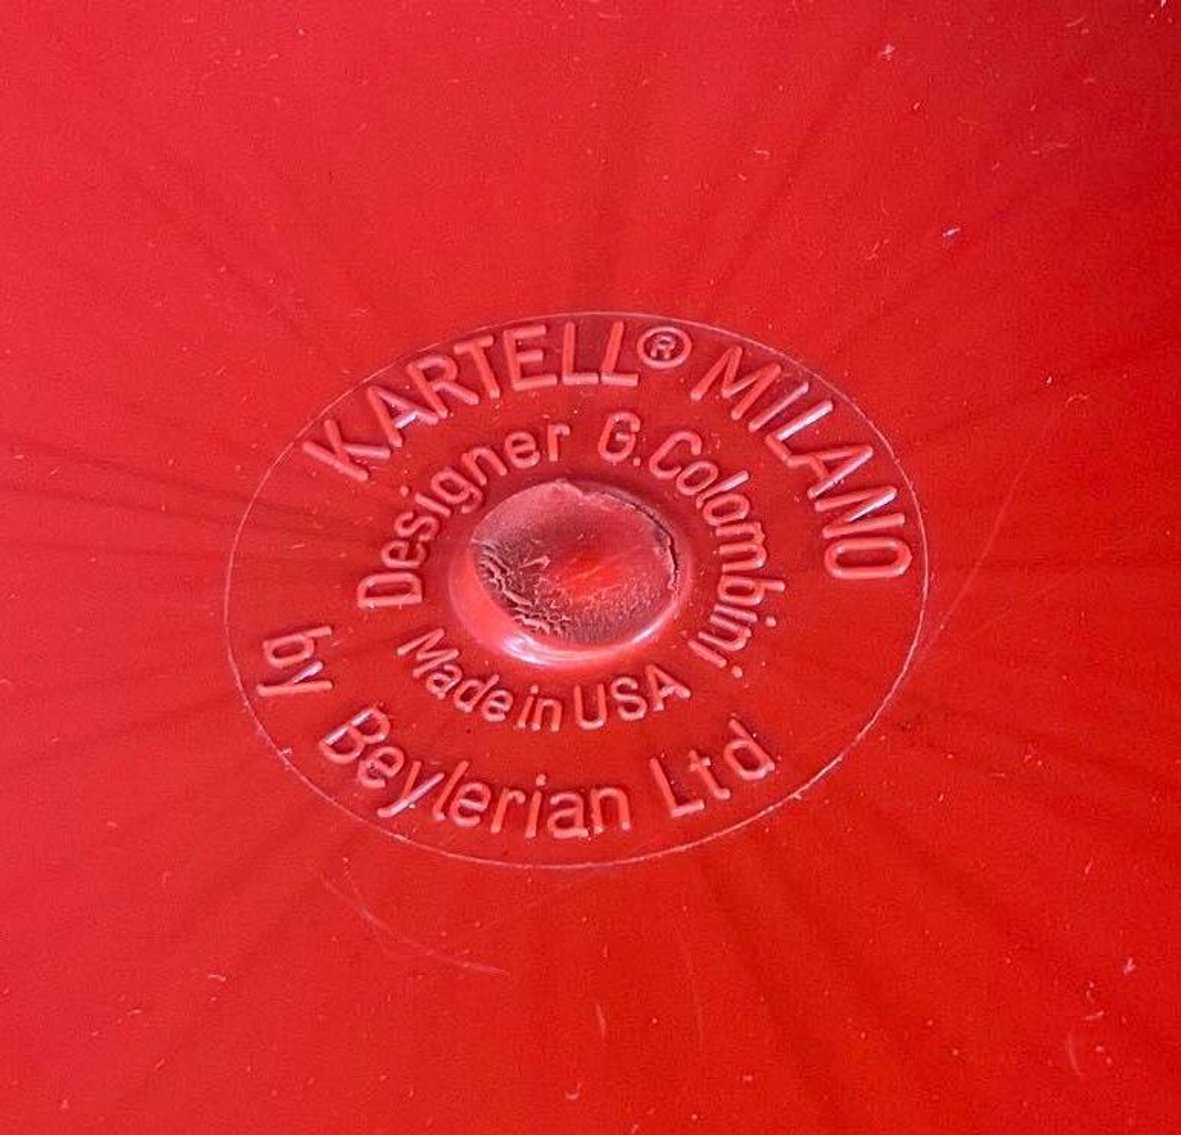 KARTELL® MILANO
Designer G. Colombini
Made in USA
by Beylerian Ltd